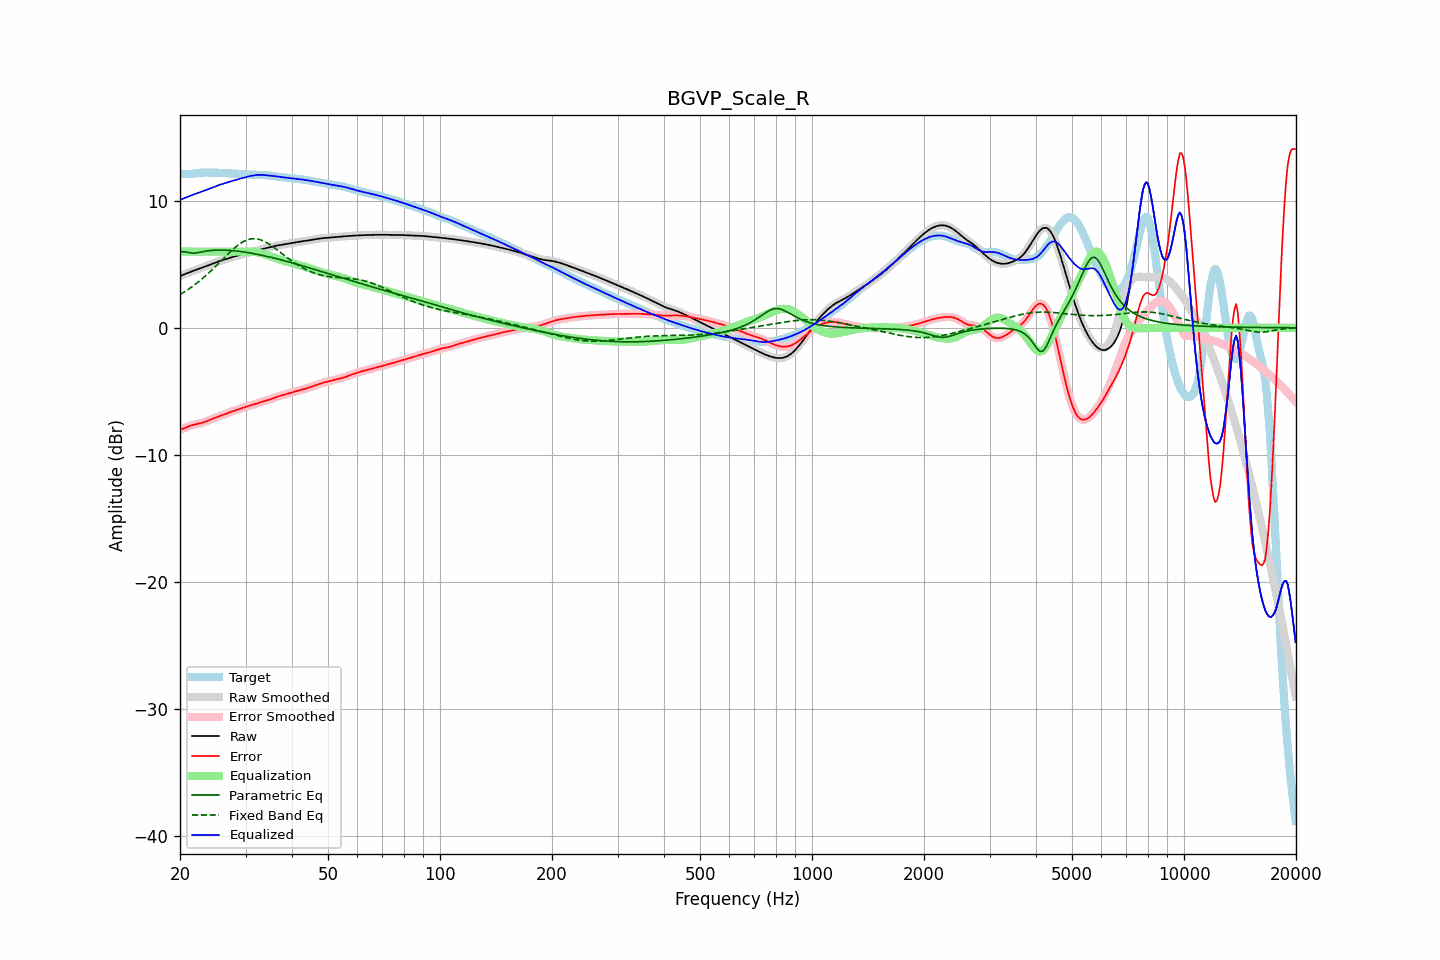 BGVP_Scale_R
Amplitude (dBr)
10
0
−10
−20
−30
−40
Target
Raw Smoothed
Error Smoothed
Raw
Error
Equalization
Parametric Eq
Fixed Band Eq
Equalized
20 50 100 200 500 1000 2000 5000 10000 20000
Frequency (Hz)